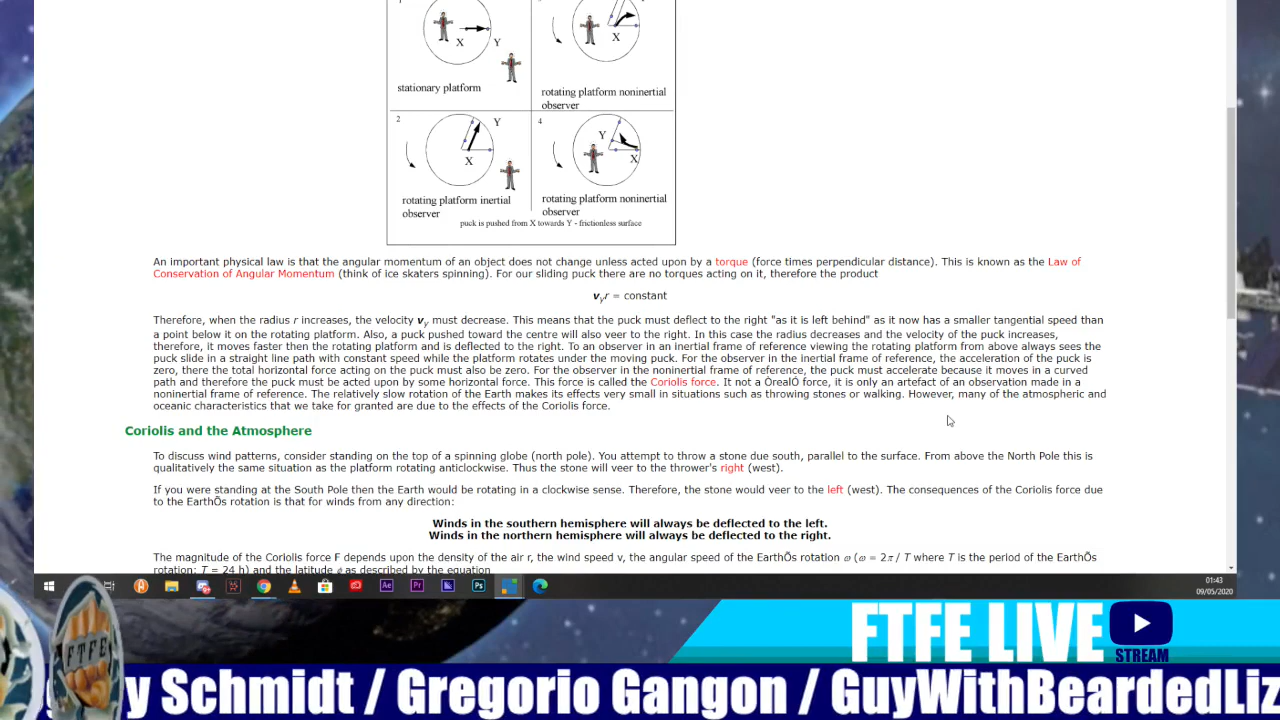 X
Y
X
stationary platform
rotating platform noninertial
observer
2
Y
X
4
Y
X
rotating platform inertial
observer
rotating platform noninertial
observer
puck is pushed from X towards Y - frictionless surface
An important physical law is that the angular momentum of an object does not change unless acted upon by a torque (force times perpendicular distance). This is known as the Law of
Conservation of Angular Momentum (think of ice skaters spinning). For our sliding puck there are no torques acting on it, therefore the product
vyr = constant
Therefore, when the radius r increases, the velocity vy must decrease. This means that the puck must deflect to the right "as it is left behind" as it now has a smaller tangential speed than
a point below it on the rotating platform. Also, a puck pushed toward the centre will also veer to the right. In this case the radius decreases and the velocity of the puck increases,
therefore, it moves faster then the rotating platform and is deflected to the right. To an observer in an inertial frame of reference viewing the rotating platform from above always sees the
puck slide in a straight line path with constant speed while the platform rotates under the moving puck. For the observer in the inertial frame of reference, the acceleration of the puck is
zero, there the total horizontal force acting on the puck must also be zero. For the observer in the noninertial frame of reference, the puck must accelerate because it moves in a curved
path and therefore the puck must be acted upon by some horizontal force. This force is called the Coriolis force. It not a ÒrealÓ force, it is only an artefact of an observation made in a
noninertial frame of reference. The relatively slow rotation of the Earth makes its effects very small in situations such as throwing stones or walking. However, many of the atmospheric and
oceanic characteristics that we take for granted are due to the effects of the Coriolis force.
Coriolis and the Atmosphere
To discuss wind patterns, consider standing on the top of a spinning globe (north pole). You attempt to throw a stone due south, parallel to the surface. From above the North Pole this is
qualitatively the same situation as the platform rotating anticlockwise. Thus the stone will veer to the thrower's right (west).
If you were standing at the South Pole then the Earth would be rotating in a clockwise sense. Therefore, the stone would veer to the left (west). The consequences of the Coriolis force due
to the EarthÕs rotation is that for winds from any direction:
Winds in the southern hemisphere will always be deflected to the left.
Winds in the northern hemisphere will always be deflected to the right.
The magnitude of the Coriolis force F depends upon the density of the air r, the wind speed v, the angular speed of the EarthÕs rotation ω (ω = 2π / T where T is the period of the EarthÕs
rotation: T = 24 h) and the latitude ϕ as described by the equation
Ae
Pr
Ps
01:43
09/05/2020
FTFE
FTFE LIVE
STREAM
y Schmidt / Gregorio Gangon / GuyWithBeardedLiz